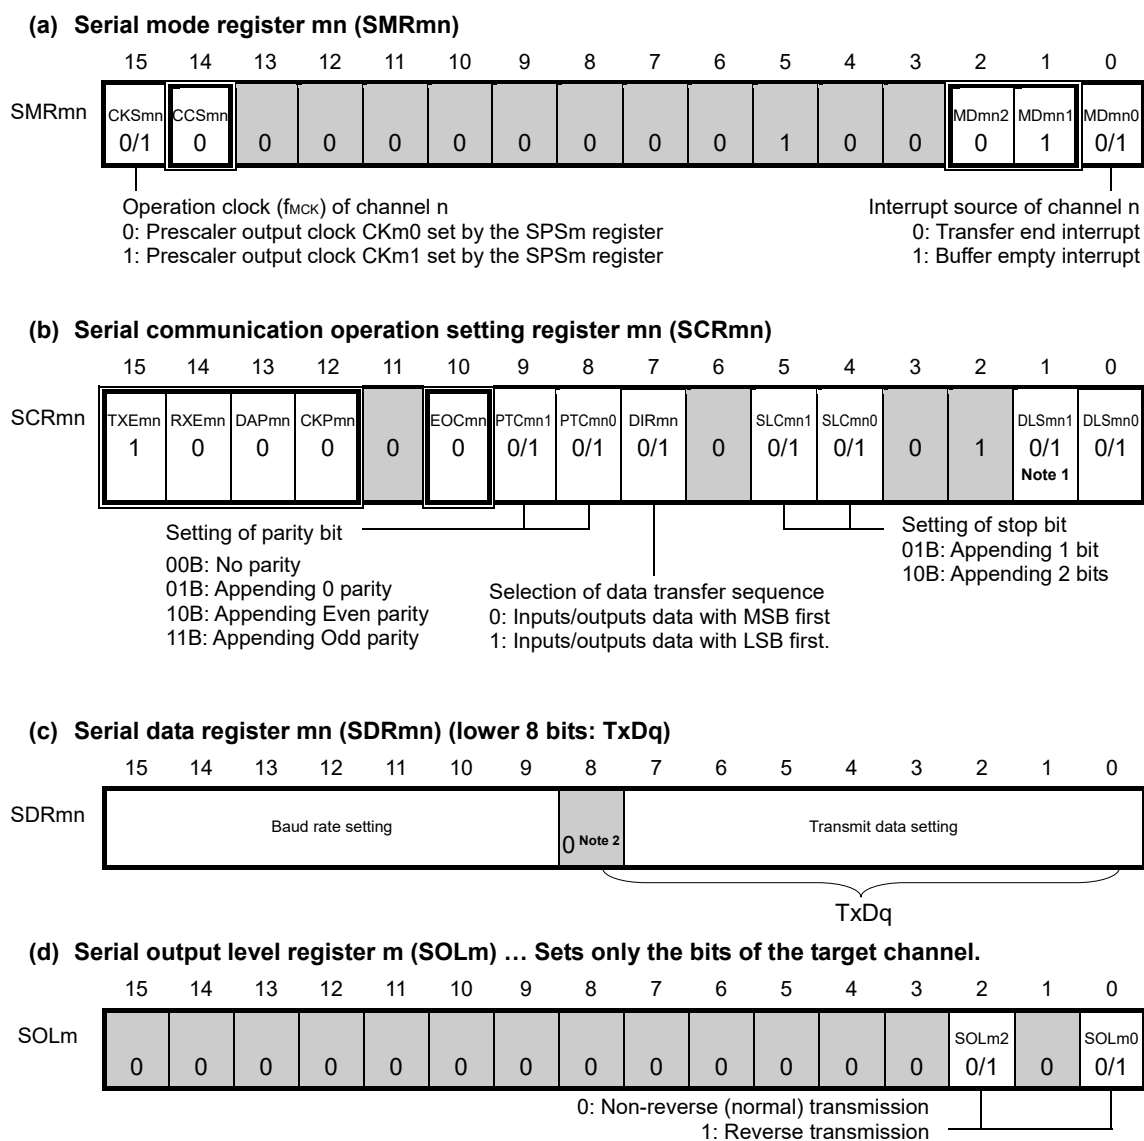 (a) Serial mode register mn (SMRmn)
15 14 13 12 11 10 9 8 7 6 5 4 3 2 1 0
SMRmn CKSmn CCSmn MDmn2 MDmn1 MDmn0
0/1 0 0 0 0 0 0 0 0 0 1 0 0 0 1 0/1
Operation clock (fMCK) of channel n
0: Prescaler output clock CKm0 set by the SPSm register
1: Prescaler output clock CKm1 set by the SPSm register
Interrupt source of channel n
0: Transfer end interrupt
1: Buffer empty interrupt
(b) Serial communication operation setting register mn (SCRmn)
15 14 13 12 11 10 9 8 7 6 5 4 3 2 1 0
SCRmn TXEmn RXEmn DAPmn CKPmn EOCmn PTCmn1 PTCmn0 DIRmn SLCmn1 SLCmn0 DLSmn1 DLSmn0
1 0 0 0 0 0 0/1 0/1 0/1 0 0/1 0/1 0 1 0/1 0/1
Note 1
Setting of parity bit
00B: No parity
01B: Appending 0 parity
10B: Appending Even parity
11B: Appending Odd parity
Selection of data transfer sequence
0: Inputs/outputs data with MSB first
1: Inputs/outputs data with LSB first.
Setting of stop bit
01B: Appending 1 bit
10B: Appending 2 bits
(c) Serial data register mn (SDRmn) (lower 8 bits: TxDq)
15 14 13 12 11 10 9 8 7 6 5 4 3 2 1 0
SDRmn
Baud rate setting 0 Note 2 Transmit data setting
TxDq
(d) Serial output level register m (SOLm) … Sets only the bits of the target channel.
15 14 13 12 11 10 9 8 7 6 5 4 3 2 1 0
SOLm SOLm2 SOLm0
0 0 0 0 0 0 0 0 0 0 0 0 0 0/1 0 0/1
0: Non-reverse (normal) transmission
1: Reverse transmission